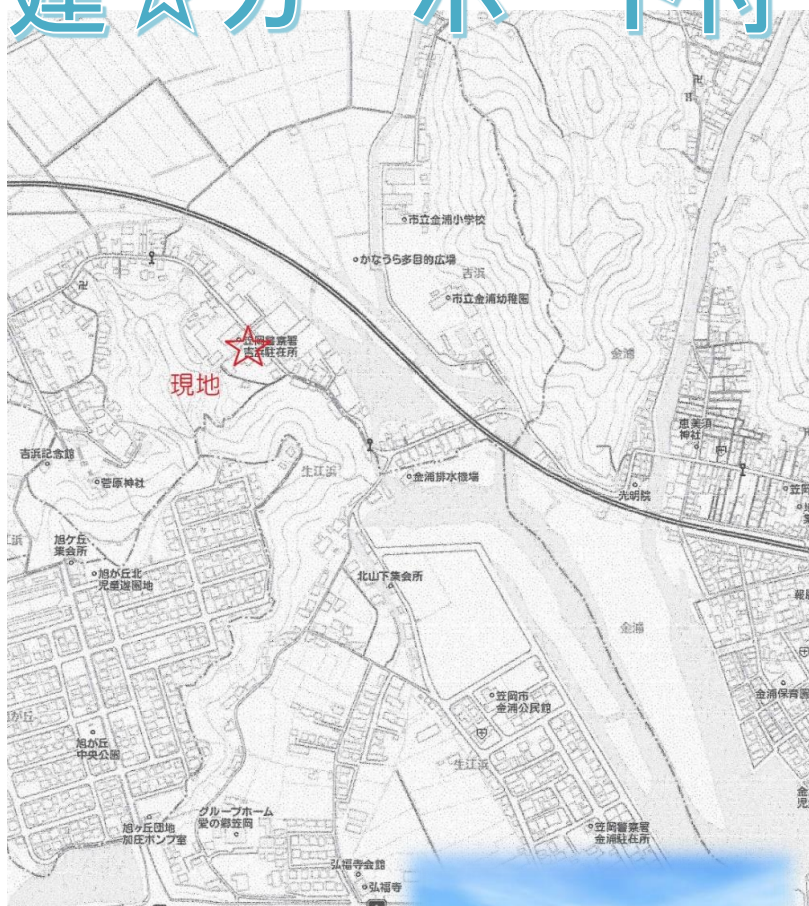 建☆カーポート付
市立金浦小学校
かなうら多目的広場
吉浜
市立金浦幼稚園
金浦
笠岡警察署
吉浜駐在所
現地
恵美須
神社
吉浜記念館
菅原神社
生江浜
金浦排水機場
光明院
旭ケ丘
集会所
旭が丘北
児童遊園地
北山下集会所
金浦
笠岡市
金浦公民館
金浦保育園
旭が丘
中央公園
生江浜
グループホーム
愛の郷笠岡
旭ケ丘団地
加圧ポンプ室
笠岡警察署
金浦駐在所
弘福寺会館
弘福寺